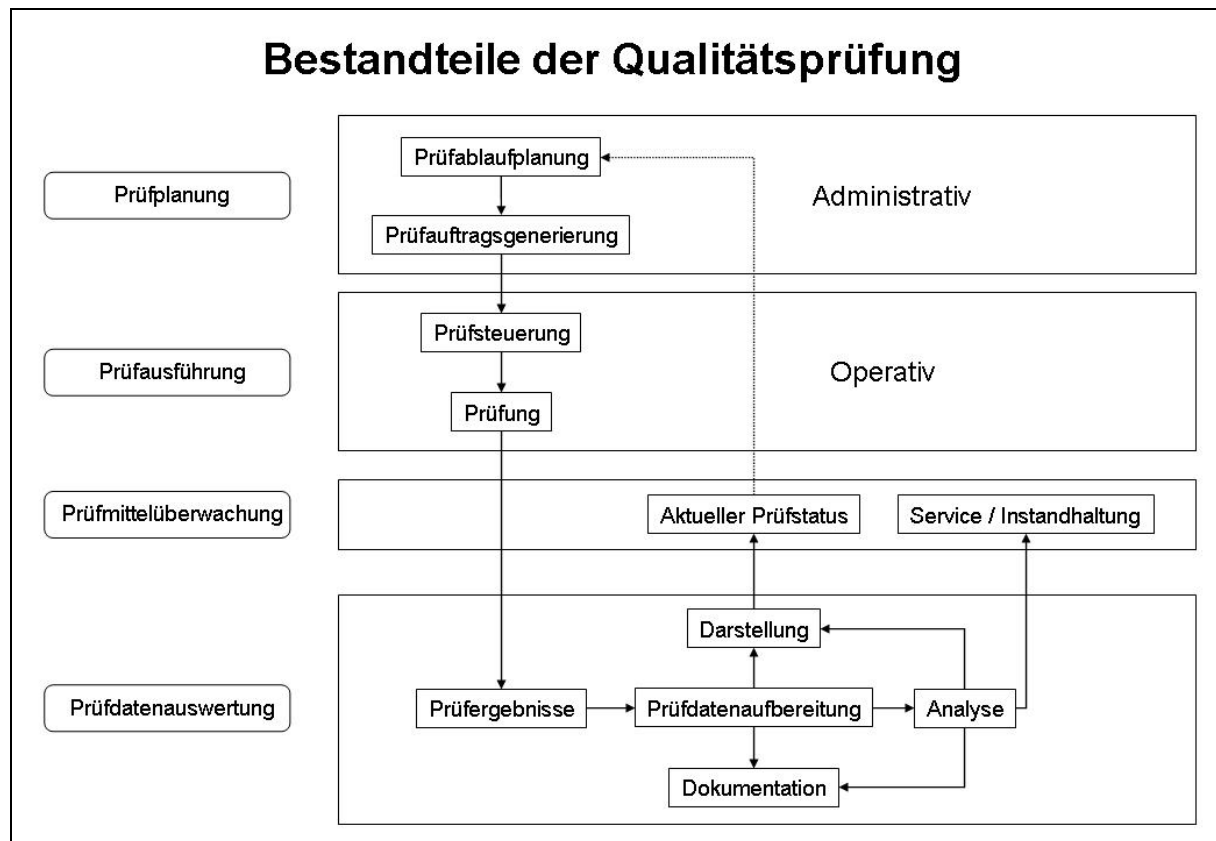 Bestandteile der Qualitätsprüfung
Prüfplanung
Prüfablaufplanung
Administrativ
Prüfauftragsgenerierung
Prüfausführung
Prüfsteuerung
Operativ
Prüfung
Prüfmittelüberwachung
Aktueller Prüfstatus
Service / Instandhaltung
Prüfdatenauswertung
Darstellung
Prüfergebnisse
Prüfdatenaufbereitung
Analyse
Dokumentation